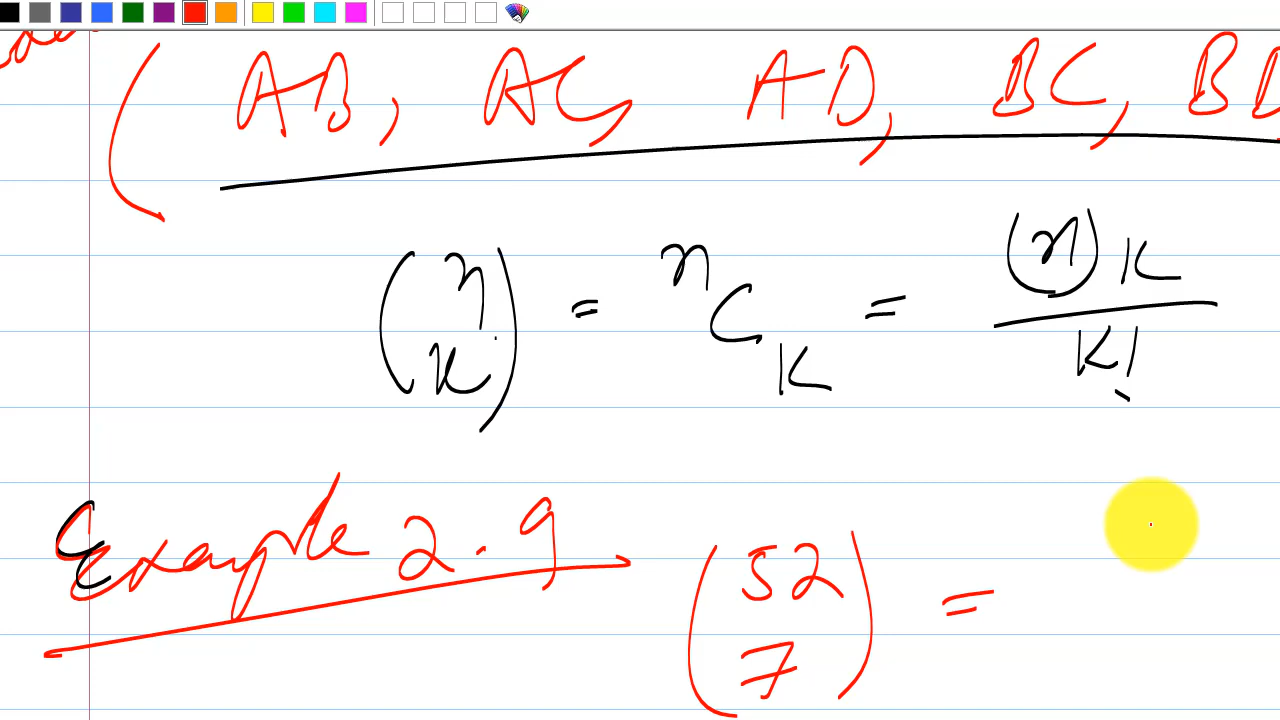 ( AB, AC, AD, BC, BD
(n k) = nCk = (n)k / k!
Example 2.9 (52 7) =